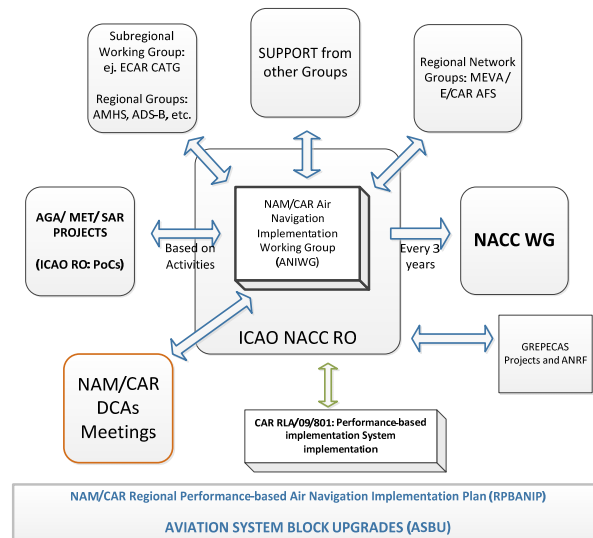 Subregional
Working Group:
ej. ECAR CATG
Regional Groups:
AMHS, ADS-B, etc.
SUPPORT from
other Groups
Regional Network
Groups: MEVA /
E/CAR AFS
AGA/ MET/ SAR
PROJECTS
(ICAO RO: PoCs)
Based on
Activities
NAM/CAR Air
Navigation
Implementation
Working Group
(ANIWG)
Every 3
years
NACC WG
ICAO NACC RO
GREPECAS
Projects and ANRF
NAM/CAR
DCAs
Meetings
CAR RLA/09/801: Performance-based
implementation System
implementation
NAM/CAR Regional Performance-based Air Navigation Implementation Plan (RPBANIP)
AVIATION SYSTEM BLOCK UPGRADES (ASBU)